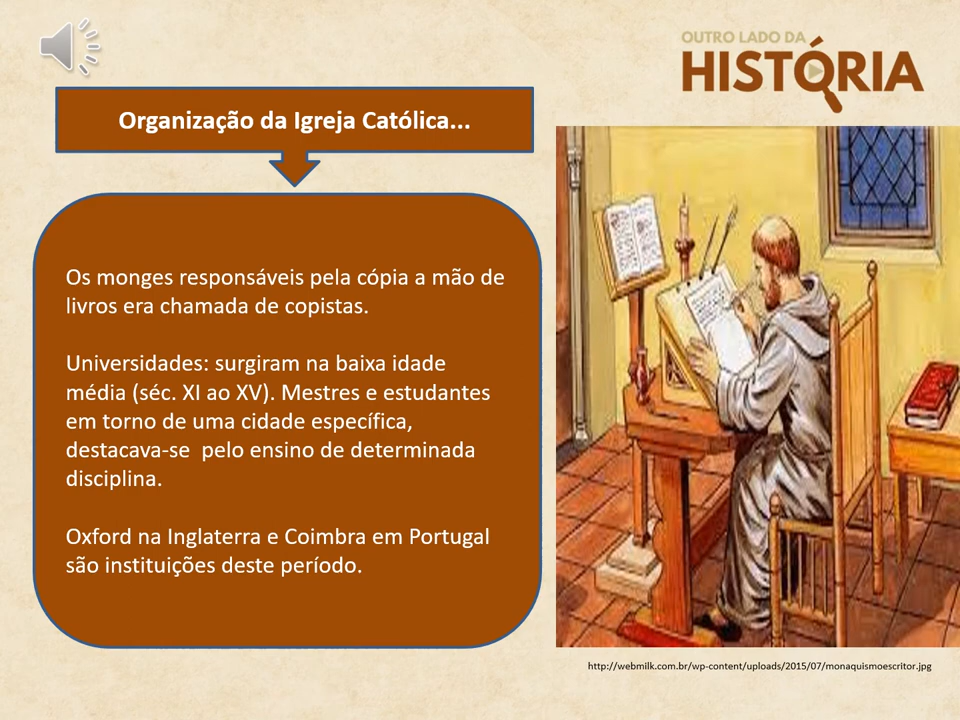 OUTRO LADO DA
HISTÓRIA
Organização da Igreja Católica...
Os monges responsáveis pela cópia a mão de
livros era chamada de copistas.
Universidades: surgiram na baixa idade
média (séc. XI ao XV). Mestres e estudantes
em torno de uma cidade específica,
destacava-se pelo ensino de determinada
disciplina.
Oxford na Inglaterra e Coimbra em Portugal
são instituições deste período.
http://webmilk.com.br/wp-content/uploads/2015/07/monaquismoescritor.jpg